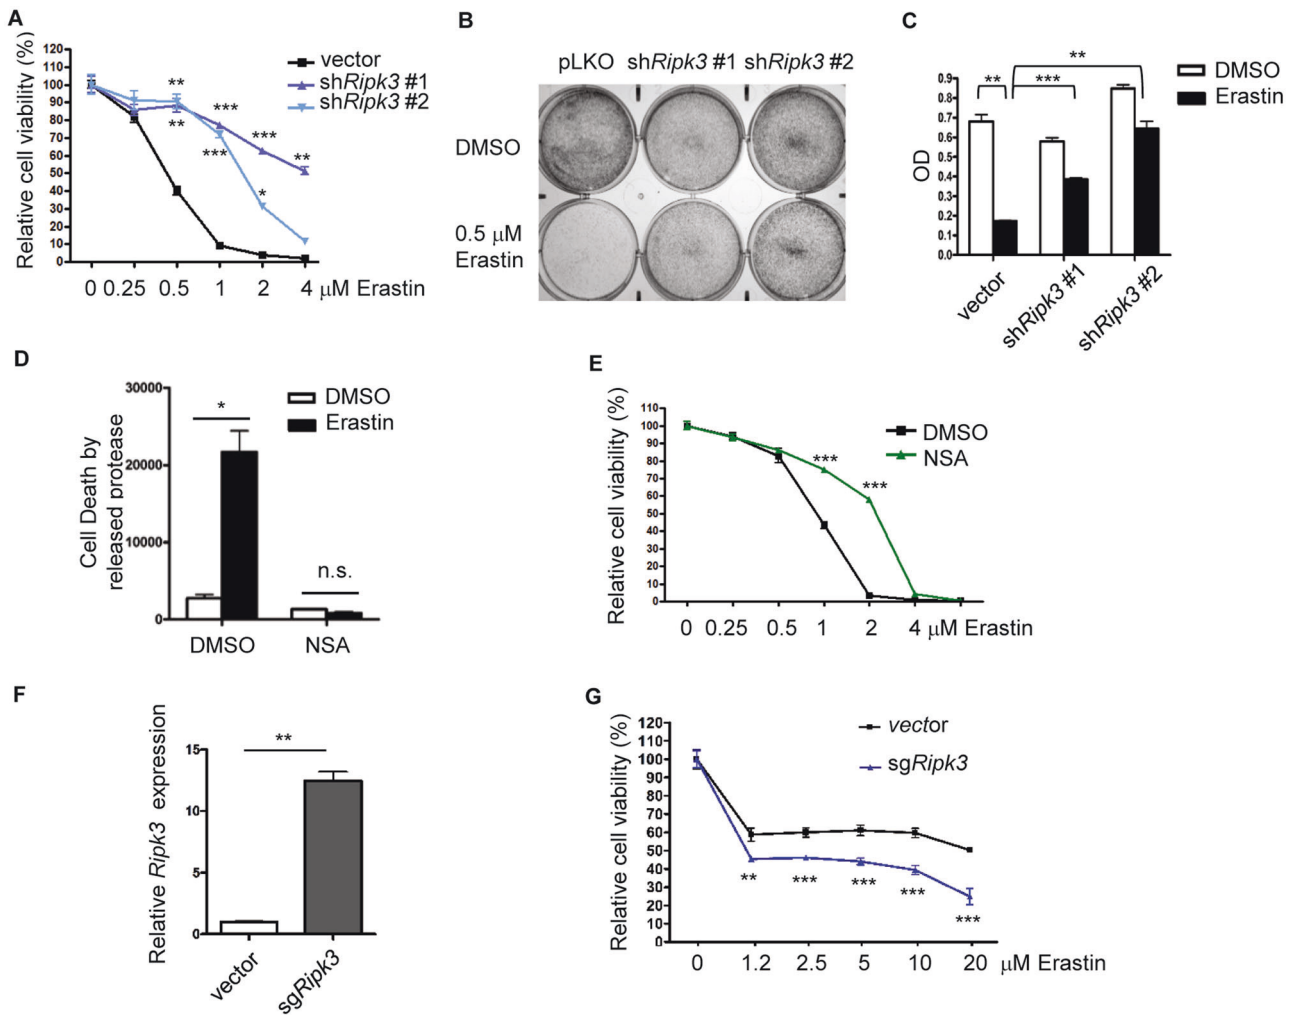 A
Relative cell viability (%)
120
110
100
90
80
70
60
50
40
30
20
10
0
vector
shRipk3 #1
shRipk3 #2
**
**
***
***
***
*
**
0 0.25 0.5 1 2 4 μM Erastin
B
pLKO shRipk3 #1 shRipk3 #2
DMSO
0.5 μM
Erastin
C
OD
0.9
0.8
0.7
0.6
0.5
0.4
0.3
0.2
0.1
0.0
**
***
**
DMSO
Erastin
vector
shRipk3 #1
shRipk3 #2
D
Cell Death by
released protease
30000
20000
10000
0
*
n.s.
DMSO
Erastin
DMSO NSA
E
Relative cell viability (%)
110
100
90
80
70
60
50
40
30
20
10
0
***
***
DMSO
NSA
0 0.25 0.5 1 2 4 μM Erastin
F
Relative Ripk3 expression
15
10
5
0
**
vector
sgRipk3
G
Relative cell viability (%)
120
110
100
90
80
70
60
50
40
30
20
10
0
vector
sgRipk3
**
***
***
***
***
0 1.2 2.5 5 10 20 μM Erastin